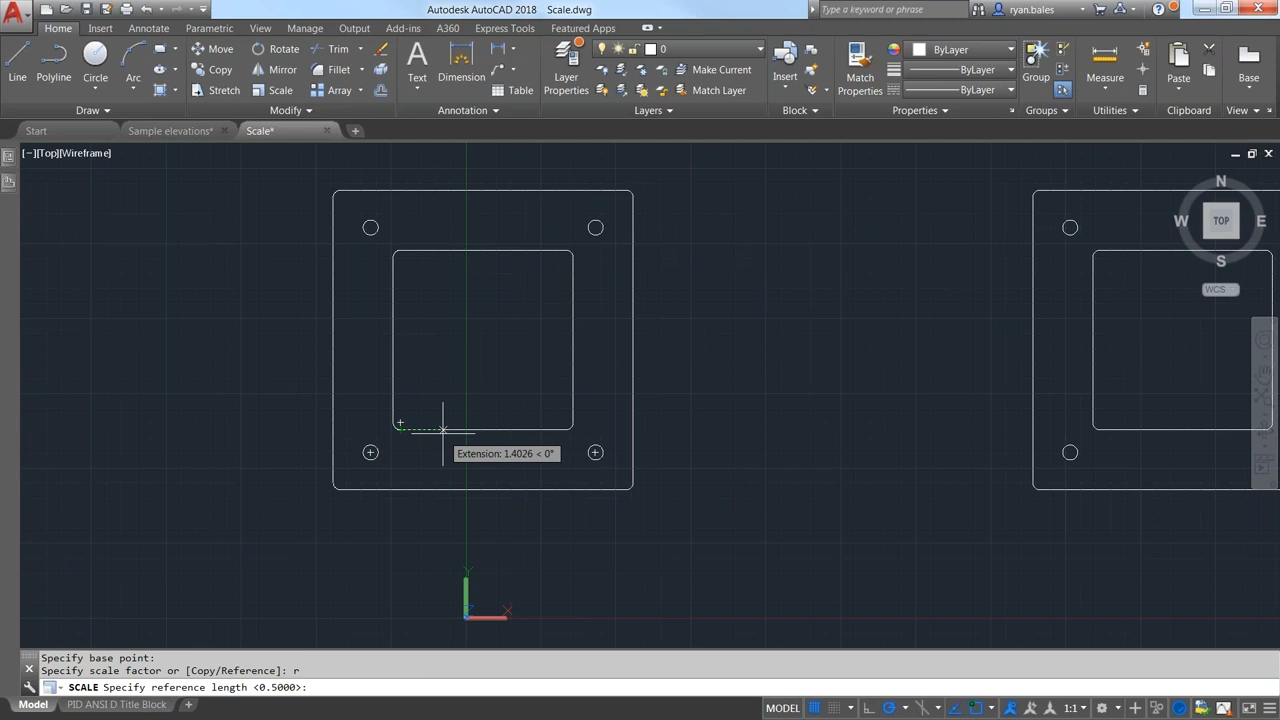 Autodesk AutoCAD 2018 Scale.dwg
Type a keyword or phrase
ryan.bales
Home Insert Annotate Parametric View Manage Output Add-ins A360 Express Tools Featured Apps
Line Polyline Circle Arc
Move Rotate Trim
Copy Mirror Fillet
Stretch Scale Array
Text Dimension Table
Layer Properties
0
Make Current
Match Layer
Insert
Match Properties
ByLayer
ByLayer
ByLayer
Group Measure Paste Base
Draw Modify Annotation Layers Block Properties Groups Utilities Clipboard View
Start Sample elevations* Scale*
[−][Top][Wireframe]
N
W TOP E
S
WCS
Extension: 1.4026 < 0°
Y
X
Specify base point:
Specify scale factor or [Copy/Reference]: r
SCALE Specify reference length <0.5000>:
Model PID ANSI D Title Block
MODEL 1:1